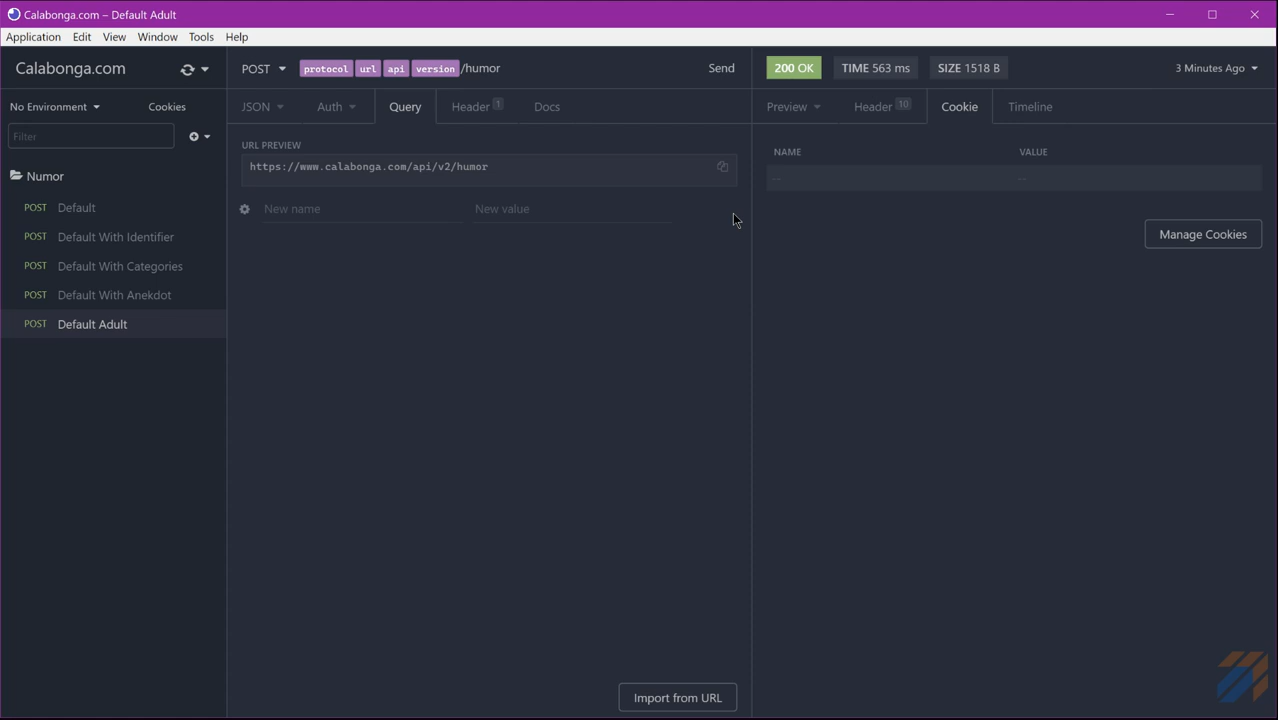 Calabonga.com – Default Adult
Application Edit View Window Tools Help
Calabonga.com
POST protocol url api version /humor Send
200 OK TIME 563 ms SIZE 1518 B 3 Minutes Ago
No Environment Cookies
JSON Auth Query Header 1 Docs
Preview Header 10 Cookie Timeline
Filter
URL PREVIEW
NAME VALUE
https://www.calabonga.com/api/v2/humor
... ...
Numor
POST Default
New name New value
POST Default With Identifier
Manage Cookies
POST Default With Categories
POST Default With Anekdot
POST Default Adult
Import from URL